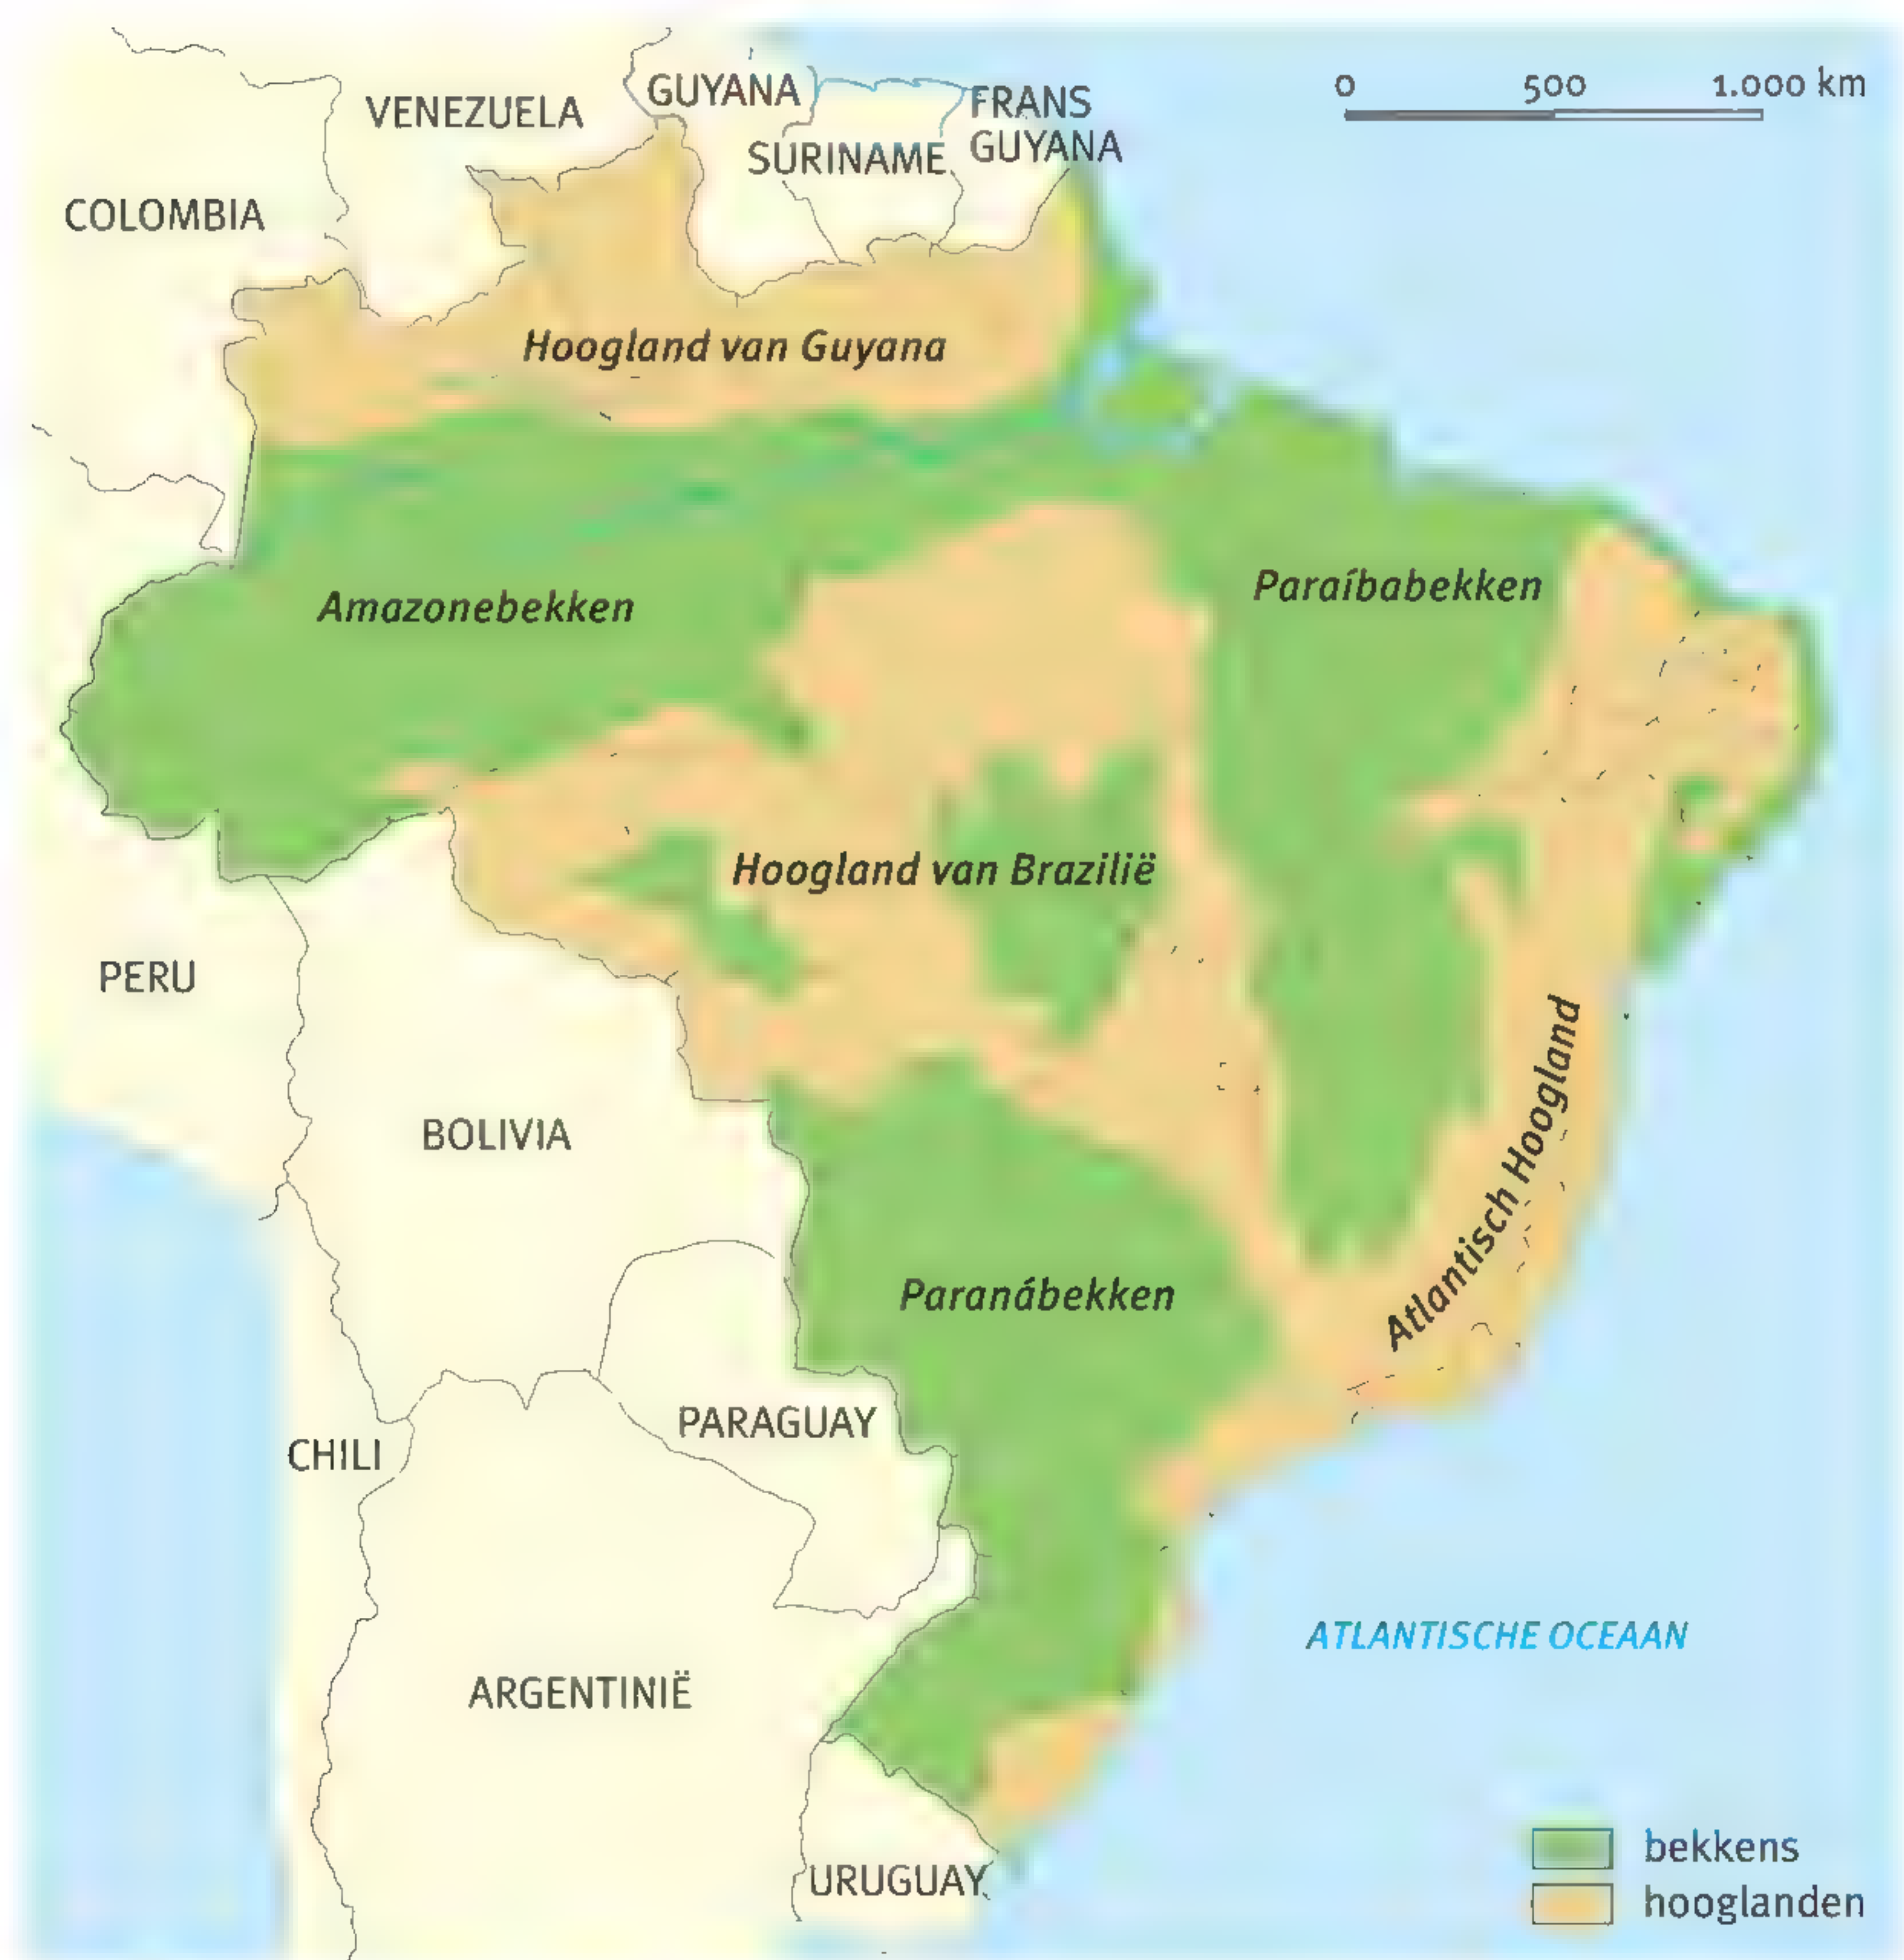 0 500 1.000 km
VENEZUELA
GUYANA
FRANS
GUYANA
SURINAME
COLOMBIA
Hoogland van Guyana
Amazonebekken
Paraíbabekken
Hoogland van Brazilië
PERU
Atlantisch Hoogland
BOLIVIA
Paranábekken
PARAGUAY
CHILI
ATLANTISCHE OCEAAN
ARGENTINIË
URUGUAY
bekkens
hooglanden